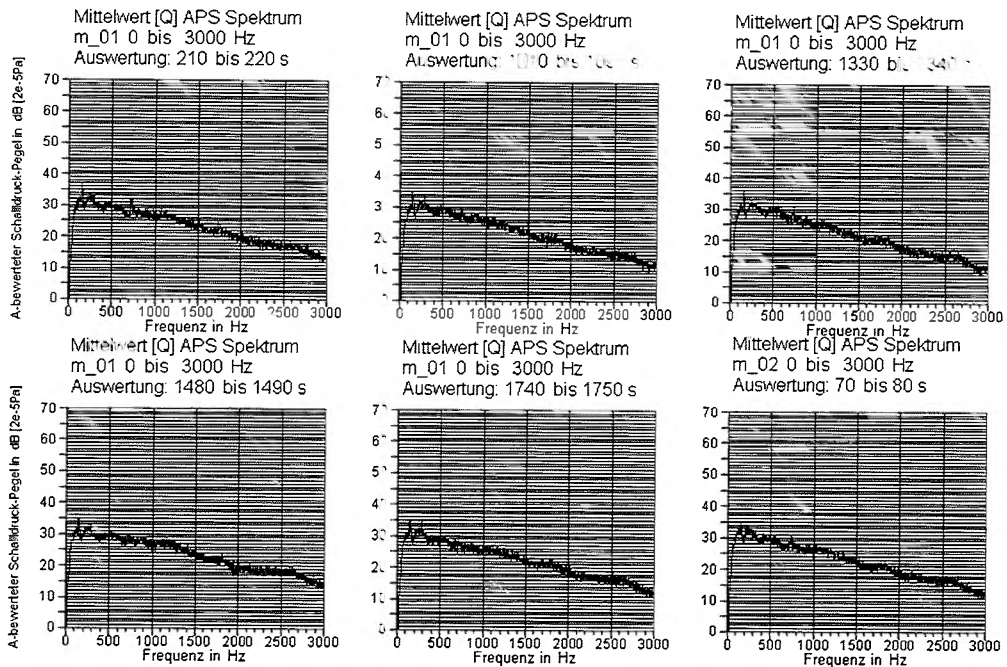 Mittelwert [Q] APS Spektrum
m_01 0 bis 3000 Hz
Auswertung: 210 bis 220 s
A-bewerteter Schalldruck-Pegel in dB [2e-5Pa]
70
60
50
40
30
20
10
0
0 500 1000 1500 2000 2500 3000
Frequenz in Hz
Mittelwert [Q] APS Spektrum
m_01 0 bis 3000 Hz
Auswertung:
0 500 1000 1500 2000 2500 3000
Frequenz in Hz
Mittelwert [Q] APS Spektrum
m_01 0 bis 3000 Hz
Auswertung: 1330
70
60
50
40
30
20
10
0
0 500 1000 1500 2000 2500 3000
Frequenz in Hz
Mittelwert [Q] APS Spektrum
m_01 0 bis 3000 Hz
Auswertung: 1480 bis 1490 s
A-bewerteter Schalldruck-Pegel in dB [2e-5Pa]
70
60
50
40
30
20
10
0
0 500 1000 1500 2000 2500 3000
Frequenz in Hz
Mittelwert [Q] APS Spektrum
m_01 0 bis 3000 Hz
Auswertung: 1740 bis 1750 s
0 500 1000 1500 2000 2500 3000
Frequenz in Hz
Mittelwert [Q] APS Spektrum
m_02 0 bis 3000 Hz
Auswertung: 70 bis 80 s
70
60
50
40
30
20
10
0
0 500 1000 1500 2000 2500 3000
Frequenz in Hz